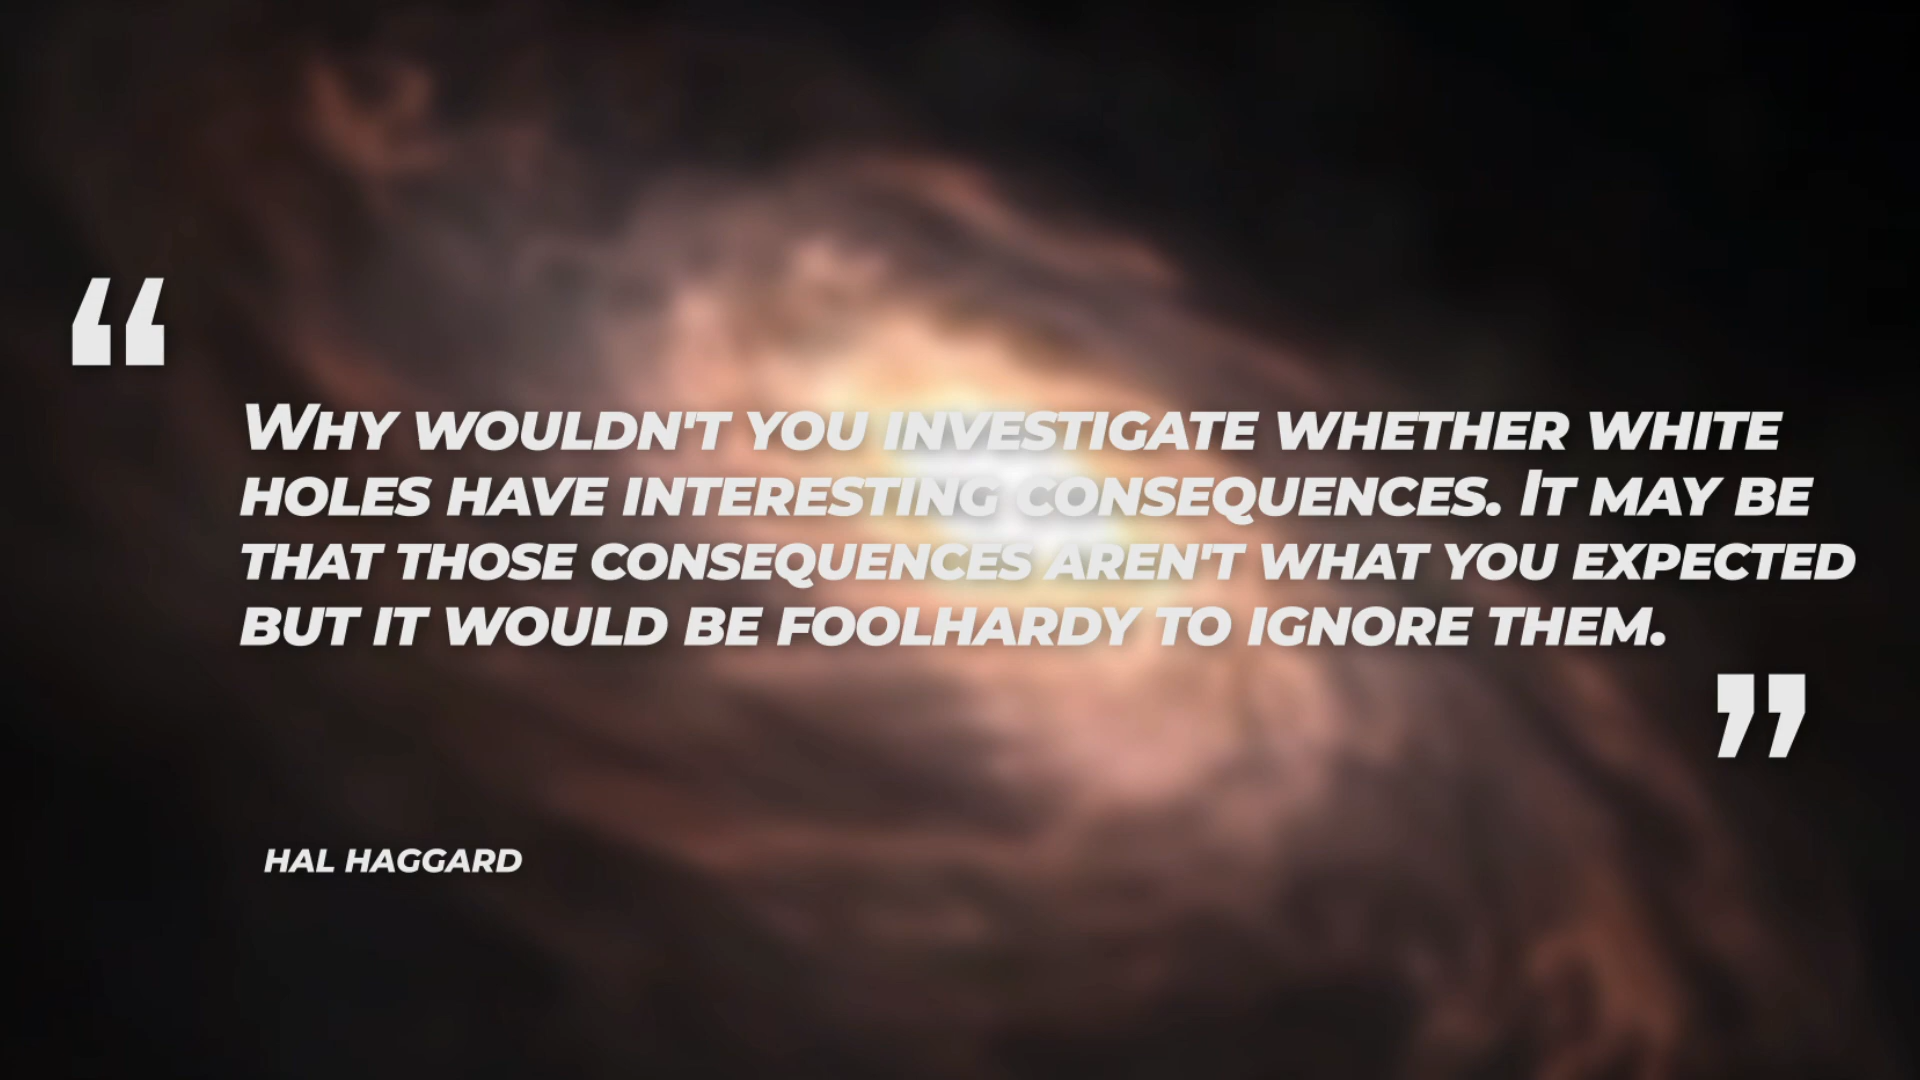 “
Why wouldn't you investigate whether white
holes have interesting consequences. It may be
that those consequences aren't what you expected
but it would be foolhardy to ignore them.
”
HAL HAGGARD